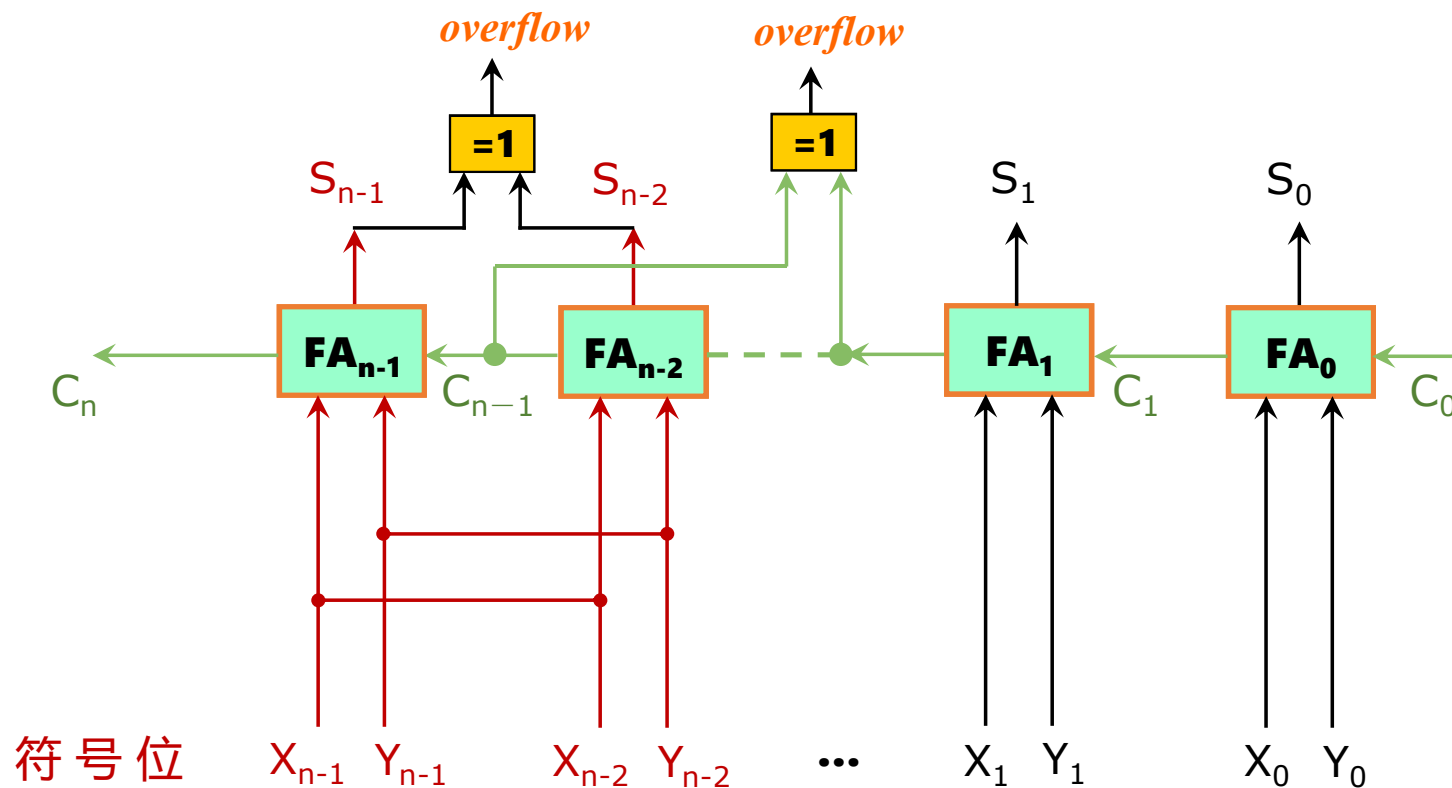 overflow overflow
=1 =1
Sₙ₋₁ Sₙ₋₂ S₁ S₀
FAₙ₋₁ FAₙ₋₂ FA₁ FA₀
Cₙ Cₙ₋₁ C₁ C₀
符号位 Xₙ₋₁ Yₙ₋₁ Xₙ₋₂ Yₙ₋₂ ... X₁ Y₁ X₀ Y₀